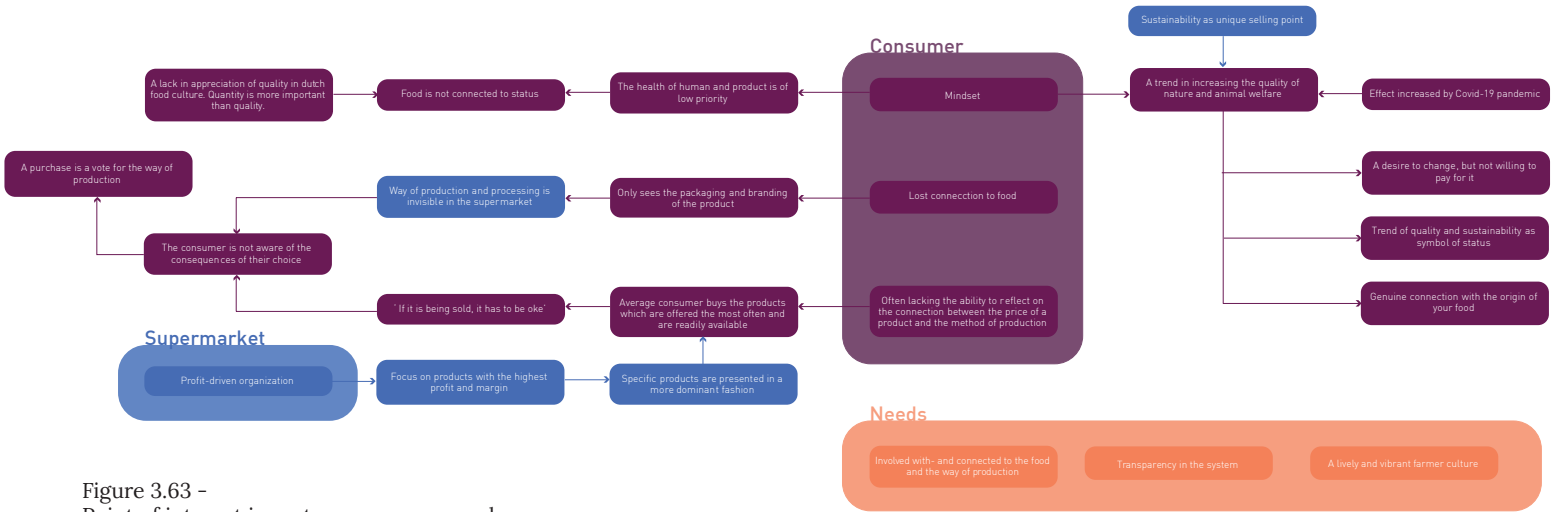 Sustainability as unique selling point
Consumer
A lack in appreciation of quality in dutch
food culture. Quantity is more important
than quality.
Food is not connected to status
The health of human and product is of
low priority
Mindset
A trend in increasing the quality of
nature and animal welfare
Effect increased by Covid-19 pandemic
A purchase is a vote for the way of
production
Way of production and processing is
invisible in the supermarket
Only sees the packaging and branding
of the product
Lost connecction to food
A desire to change, but not willing to
pay for it
The consumer is not aware of the
consequences of their choice
Trend of quality and sustainability as
symbol of status
' If it is being sold, it has to be oke'
Average consumer buys the products
which are offered the most often and
are readily available
Often lacking the ability to reflect on
the connection between the price of a
product and the method of production
Genuine connection with the origin of
your food
Supermarket
Profit-driven organization
Focus on products with the highest
profit and margin
Specific products are presented in a
more dominant fashion
Needs
Involved with- and connected to the food
and the way of production
Transparency in the system
A lively and vibrant farmer culture
Figure 3.63 -